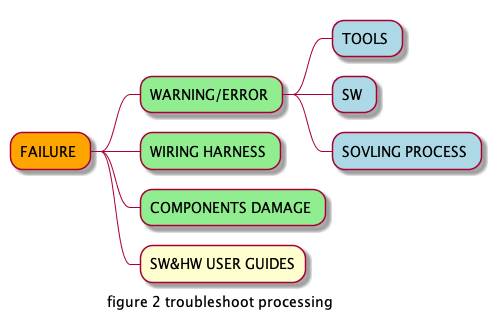 FAILURE
WARNING/ERROR
TOOLS
SW
SOVLING PROCESS
WIRING HARNESS
COMPONENTS DAMAGE
SW&HW USER GUIDES
figure 2 troubleshoot processing